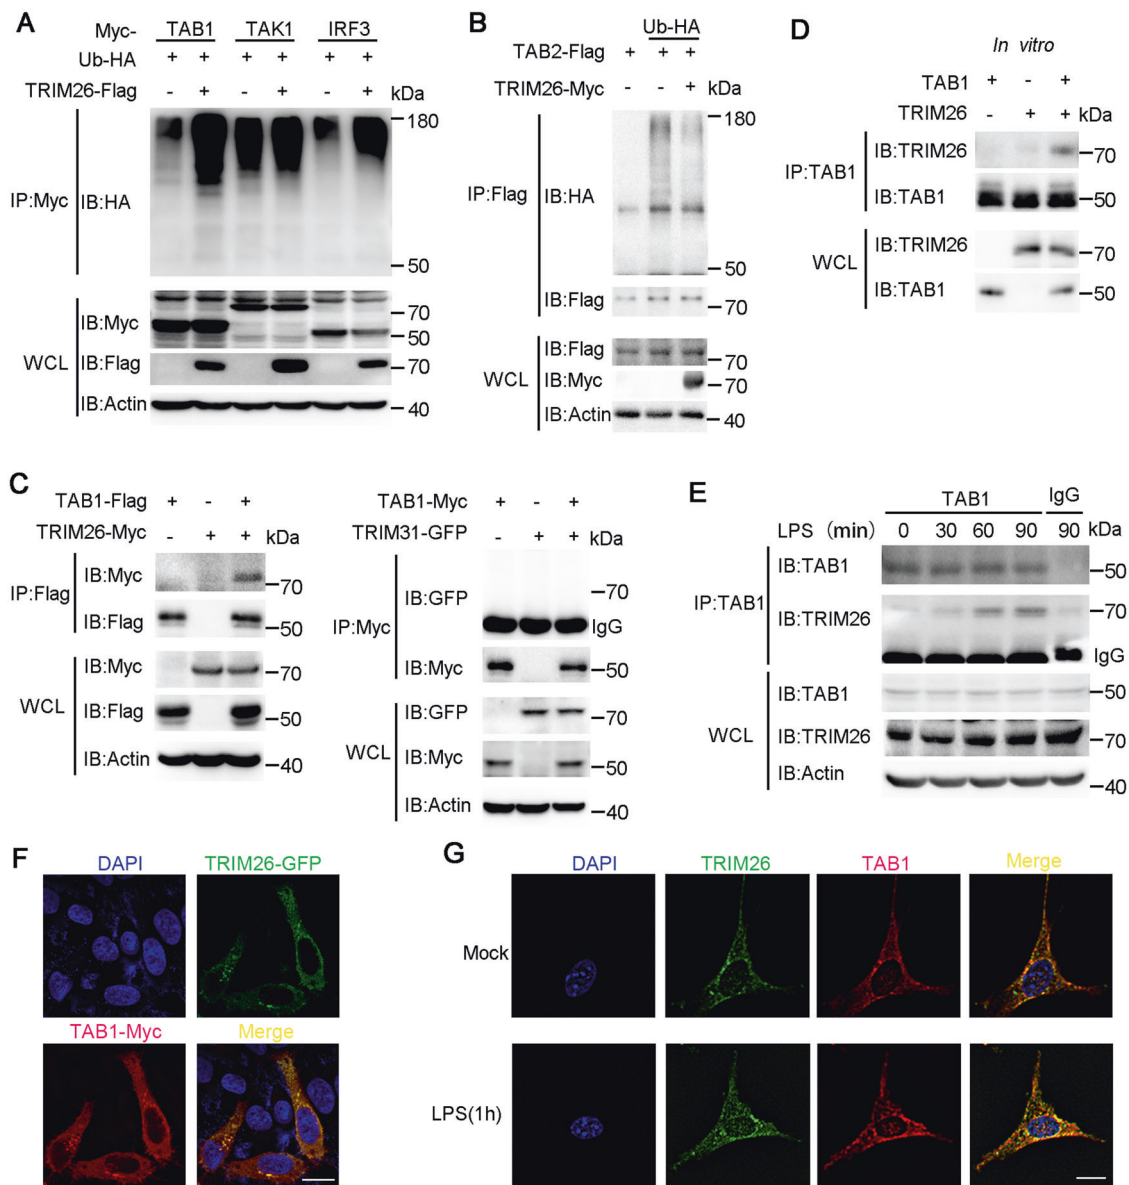 A
Myc- TAB1 TAK1 IRF3
Ub-HA + + + + + +
TRIM26-Flag - + - + - + kDa
IP:Myc IB:HA 180
50
WCL IB:Myc 70
50
IB:Flag 70
IB:Actin 40
B
Ub-HA
TAB2-Flag + + +
TRIM26-Myc - - + kDa
IP:Flag IB:HA 180
50
IB:Flag 70
WCL IB:Flag 70
IB:Myc 70
IB:Actin 40
D
In vitro
TAB1 + - +
TRIM26 - + + kDa
IP:TAB1 IB:TRIM26 70
IB:TAB1 50
WCL IB:TRIM26 70
IB:TAB1 50
C
TAB1-Flag + - +
TRIM26-Myc - + + kDa
IP:Flag IB:Myc 70
IB:Flag 50
WCL IB:Myc 70
IB:Flag 50
IB:Actin 40
TAB1-Myc + - +
TRIM31-GFP - + + kDa
IP:Myc IB:GFP 70
IgG
IB:Myc 50
WCL IB:GFP 70
IB:Myc 50
IB:Actin 40
E
TAB1 IgG
LPS (min) 0 30 60 90 90 kDa
IP:TAB1 IB:TAB1 50
IB:TRIM26 70
IgG
WCL IB:TAB1 50
IB:TRIM26 70
IB:Actin 40
F
DAPI TRIM26-GFP
TAB1-Myc Merge
G
DAPI TRIM26 TAB1 Merge
Mock
LPS(1h)